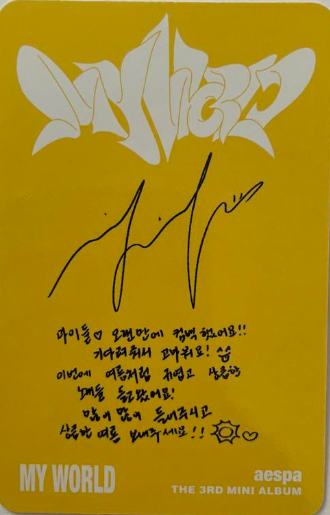 MY WORLD
마이들♡ 오랜만에 컴백했어요!!
기다려줘서 고마워요! ^^
이번에 여름처럼 귀엽고 상큼한
노래들 들고왔어요!
많이 많이 들어주시고
상큼한 여름 보내주세요!! ♡
MY WORLD
aespa
THE 3RD MINI ALBUM